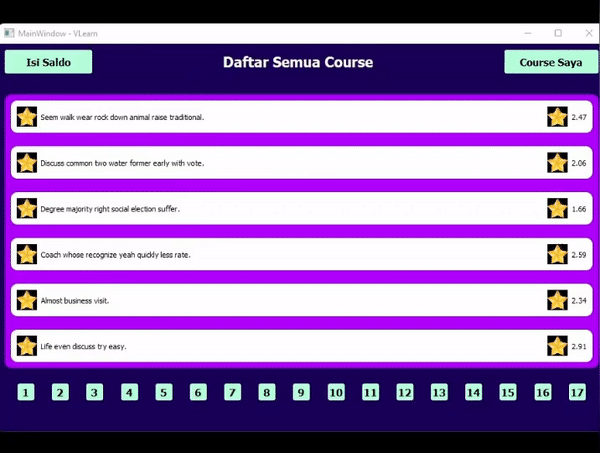 MainWindow - VLearn
Isi Saldo
Daftar Semua Course
Course Saya
Seem walk wear rock down animal raise traditional. 2.47
Discuss common two water former early with vote. 2.06
Degree majority right social election suffer. 1.66
Coach whose recognize yeah quickly less rate. 2.59
Almost business visit. 2.34
Life even discuss try easy. 2.91
1 2 3 4 5 6 7 8 9 10 11 12 13 14 15 16 17